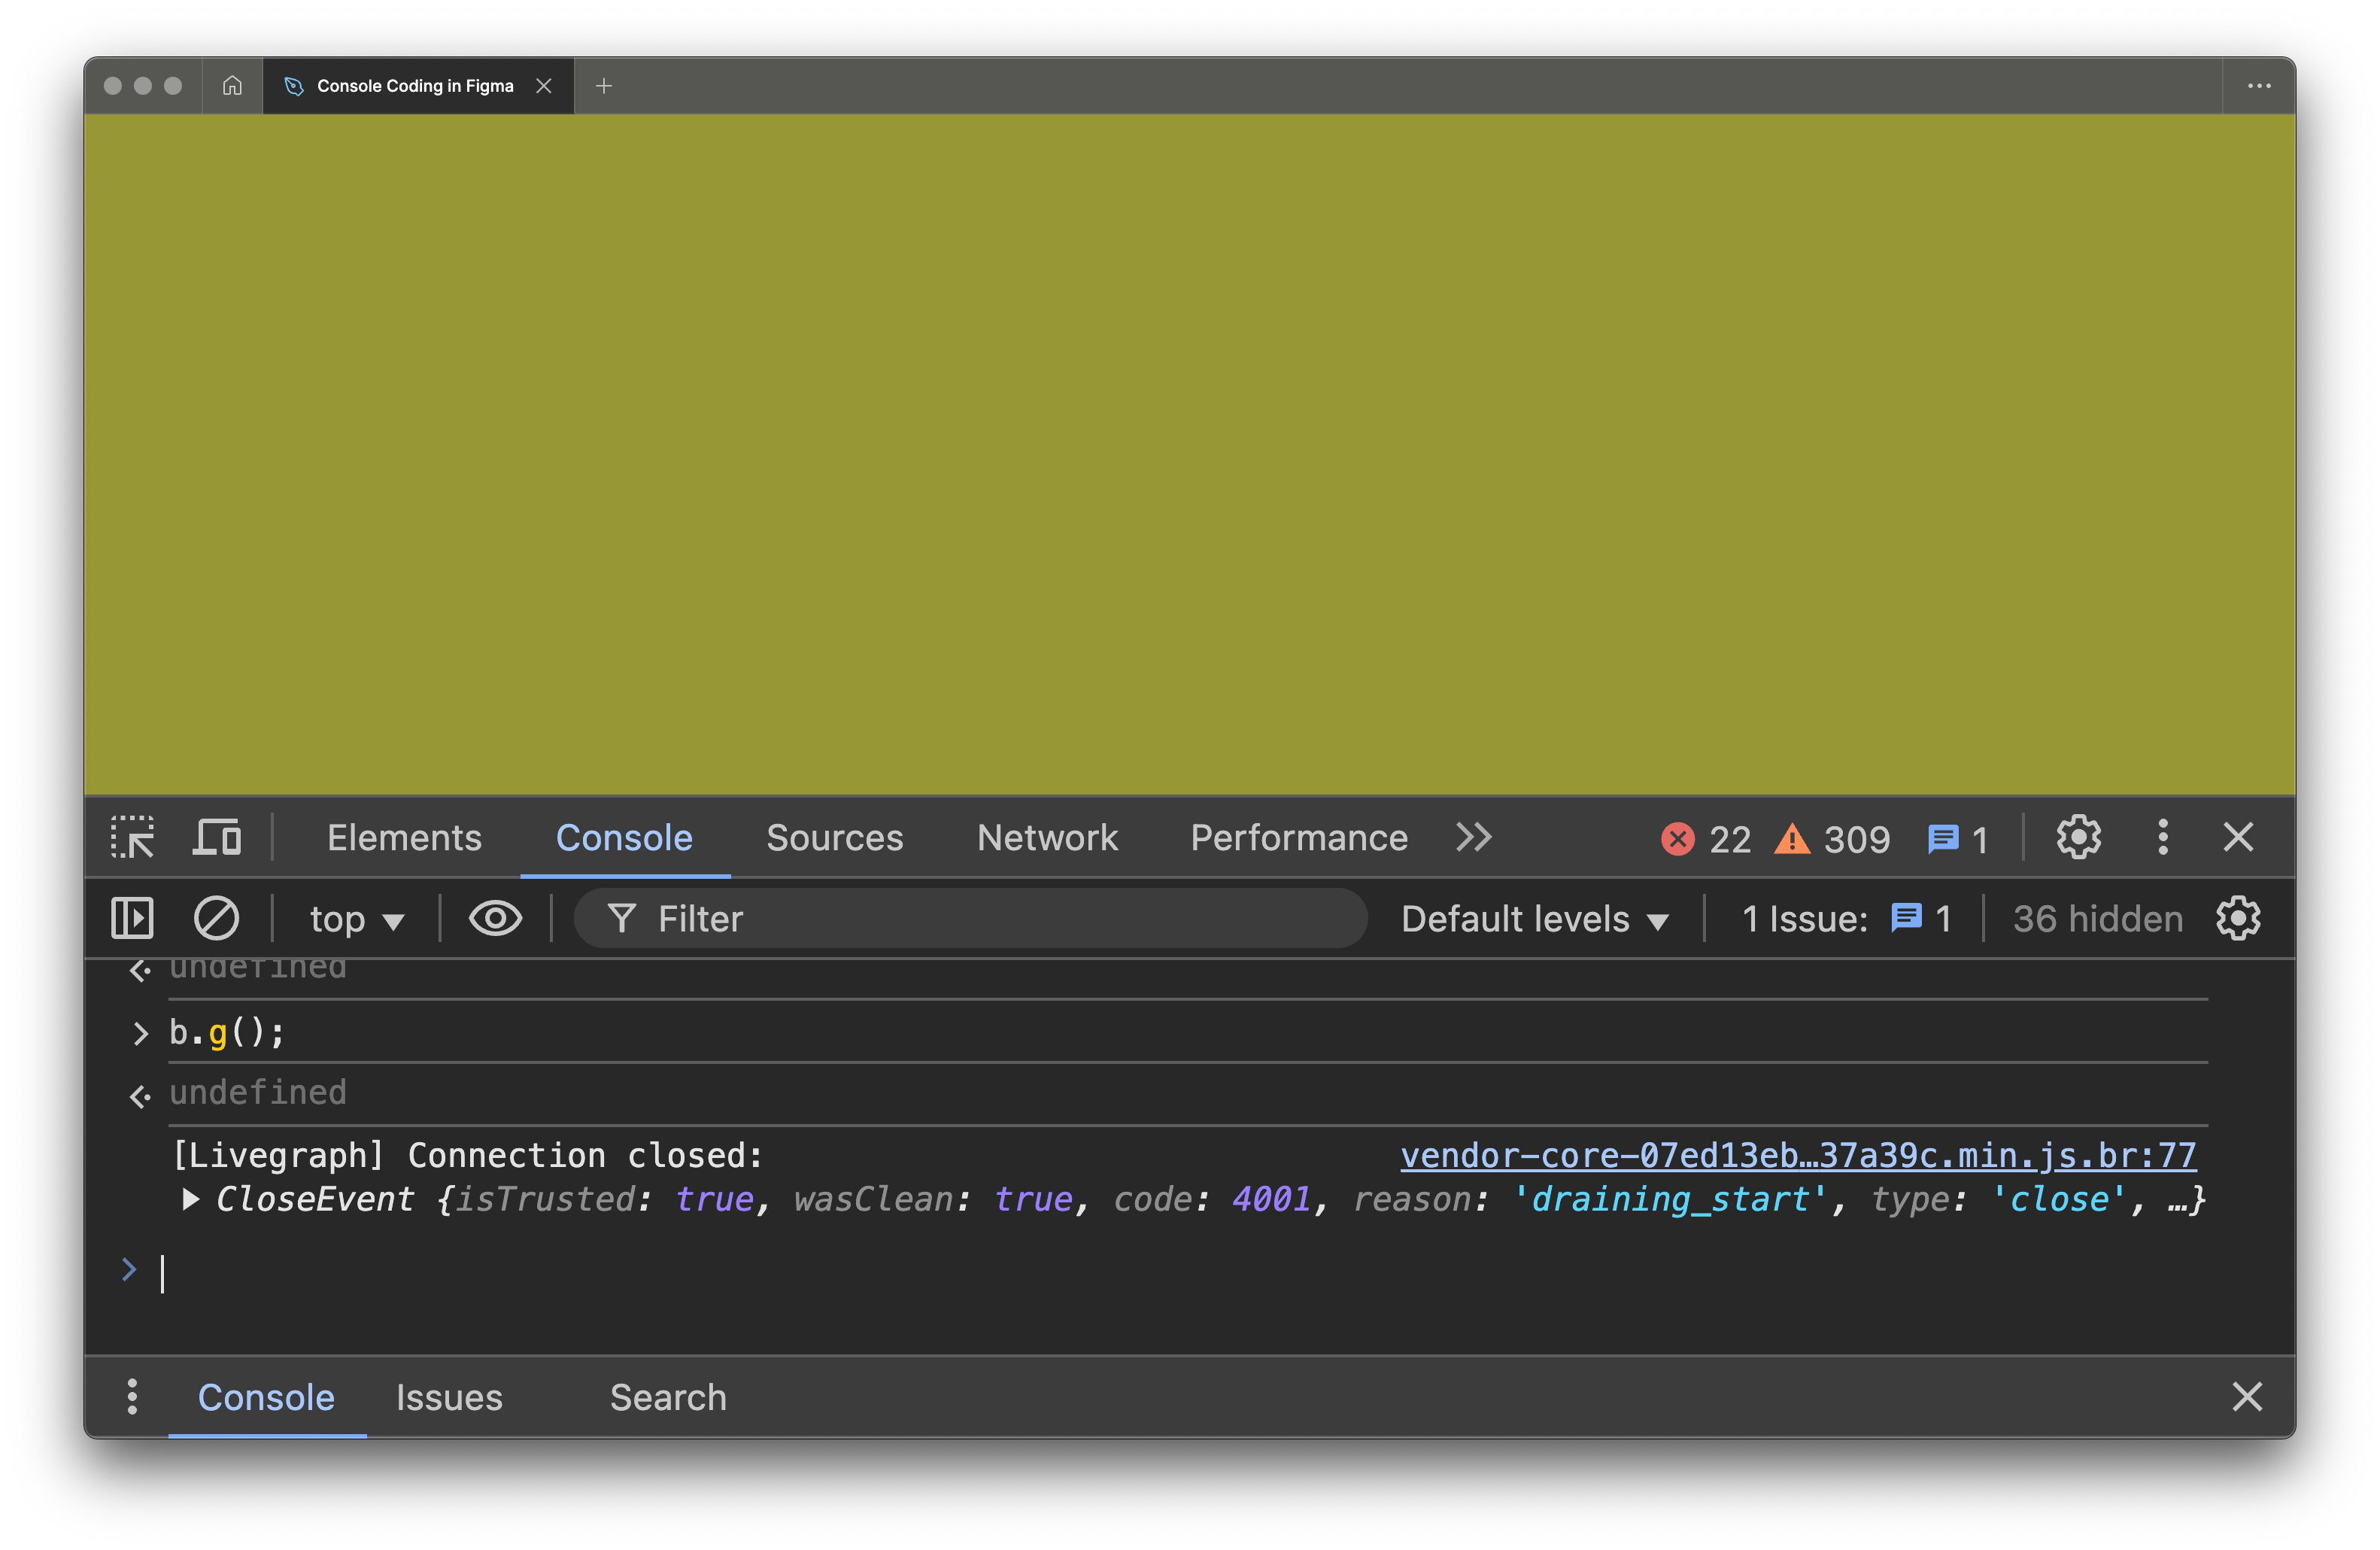 Console Coding in Figma
Elements Console Sources Network Performance 22 309 1
top Filter Default levels 1 Issue: 1 36 hidden
undefined
b.g();
undefined
[Livegraph] Connection closed: vendor-core-07ed13eb…37a39c.min.js.br:77
CloseEvent {isTrusted: true, wasClean: true, code: 4001, reason: 'draining_start', type: 'close', …}
Console Issues Search